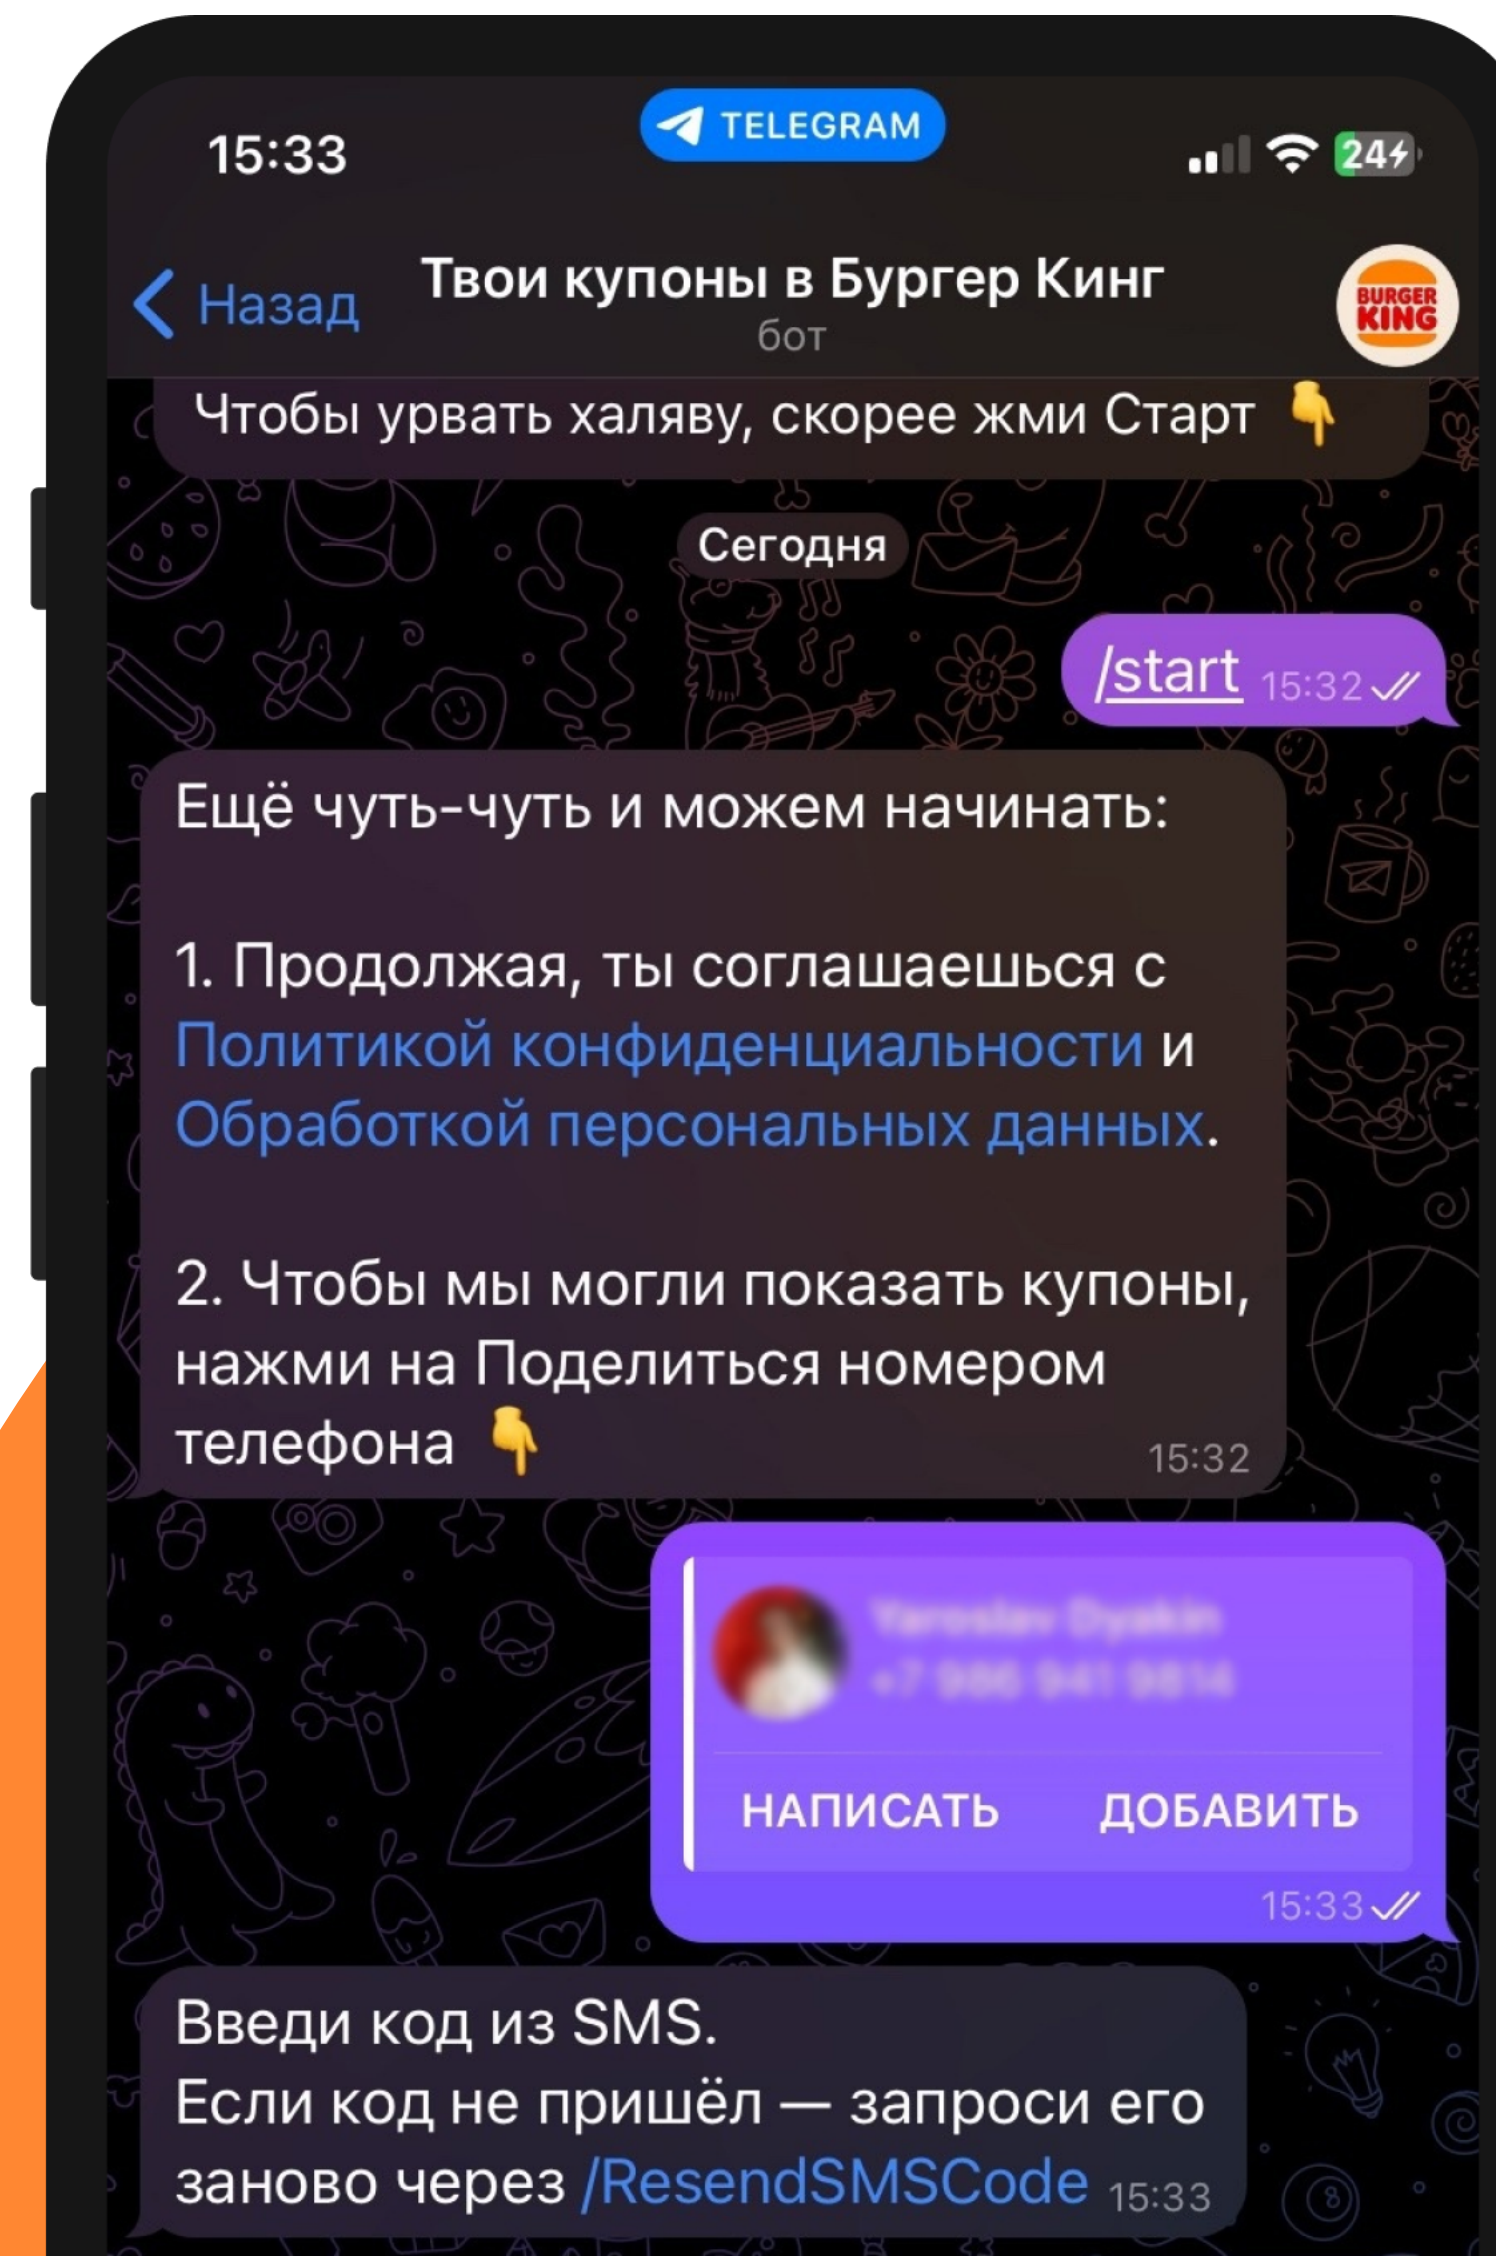 15:33
TELEGRAM
24
Назад
Твои купоны в Бургер Кинг
бот
BURGER
KING
Чтобы урвать халяву, скорее жми Старт 👇
Сегодня
/start 15:32
Ещё чуть-чуть и можем начинать:
1. Продолжая, ты соглашаешься с
Политикой конфиденциальности и
Обработкой персональных данных.
2. Чтобы мы могли показать купоны,
нажми на Поделиться номером
телефона 👇
15:32
НАПИСАТЬ ДОБАВИТЬ
15:33
Введи код из SMS.
Если код не пришёл — запроси его
заново через /ResendSMSCode 15:33